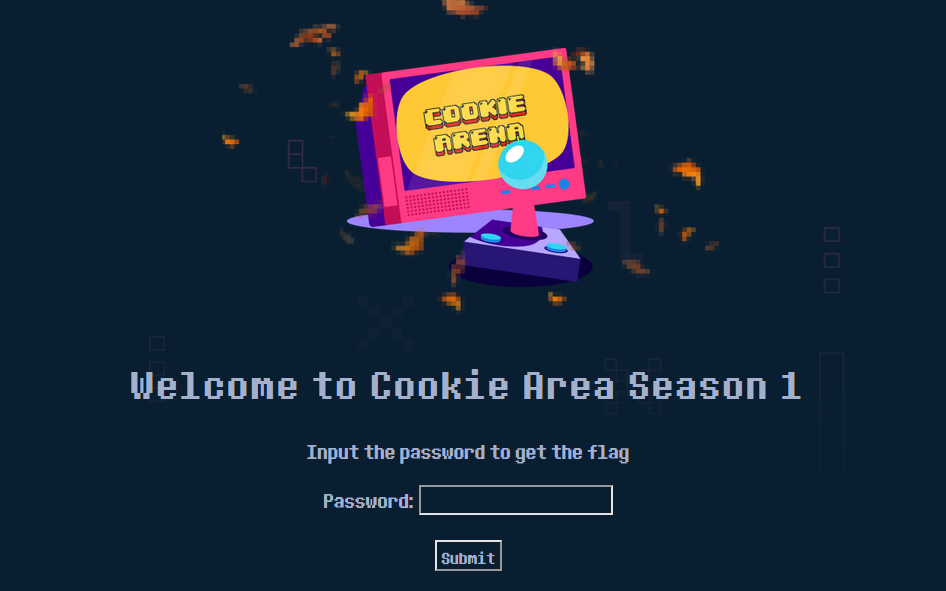 COOKIE
ARENA
Welcome to Cookie Area Season 1
Input the password to get the flag
Password:
Submit